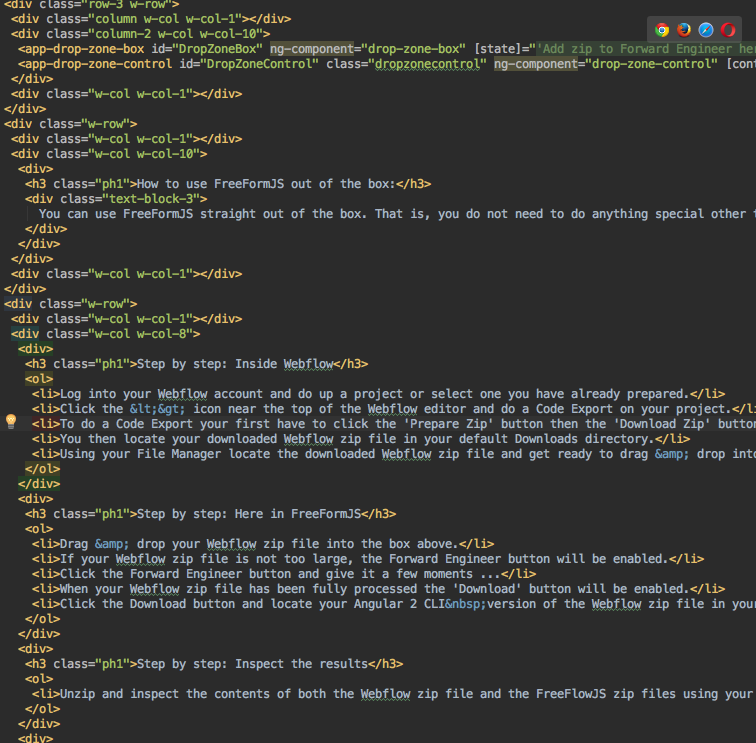 <div class="row-3 w-row">
<div class="column w-col w-col-1"></div>
<div class="column-2 w-col w-col-10">
<app-drop-zone-box id="DropZoneBox" ng-component="drop-zone-box" [state]="'Add zip to Forward Engineer her
<app-drop-zone-control id="DropZoneControl" class="dropzonecontrol" ng-component="drop-zone-control" [cont
</div>
<div class="w-col w-col-1"></div>
</div>
<div class="w-row">
<div class="w-col w-col-1"></div>
<div class="w-col w-col-10">
<div>
<h3 class="ph1">How to use FreeFormJS out of the box:</h3>
<div class="text-block-3">
You can use FreeFormJS straight out of the box. That is, you do not need to do anything special other t
</div>
</div>
</div>
<div class="w-col w-col-1"></div>
</div>
<div class="w-row">
<div class="w-col w-col-1"></div>
<div class="w-col w-col-8">
<div>
<h3 class="ph1">Step by step: Inside Webflow</h3>
<ol>
<li>Log into your Webflow account and do up a project or select one you have already prepared.</li>
<li>Click the &lt;&gt; icon near the top of the Webflow editor and do a Code Export on your project.</li
<li>To do a Code Export your first have to click the 'Prepare Zip' button then the 'Download Zip' button
<li>You then locate your downloaded Webflow zip file in your default Downloads directory.</li>
<li>Using your File Manager locate the downloaded Webflow zip file and get ready to drag &amp; drop into
</ol>
</div>
<div>
<h3 class="ph1">Step by step: Here in FreeFormJS</h3>
<ol>
<li>Drag &amp; drop your Webflow zip file into the box above.</li>
<li>If your Webflow zip file is not too large, the Forward Engineer button will be enabled.</li>
<li>Click the Forward Engineer button and give it a few moments ...</li>
<li>When your Webflow zip file has been fully processed the 'Download' button will be enabled.</li>
<li>Click the Download button and locate your Angular 2 CLI&nbsp;version of the Webflow zip file in your
</ol>
</div>
<div>
<h3 class="ph1">Step by step: Inspect the results</h3>
<ol>
<li>Unzip and inspect the contents of both the Webflow zip file and the FreeFlowJS zip files using your
</ol>
</div>
<div>